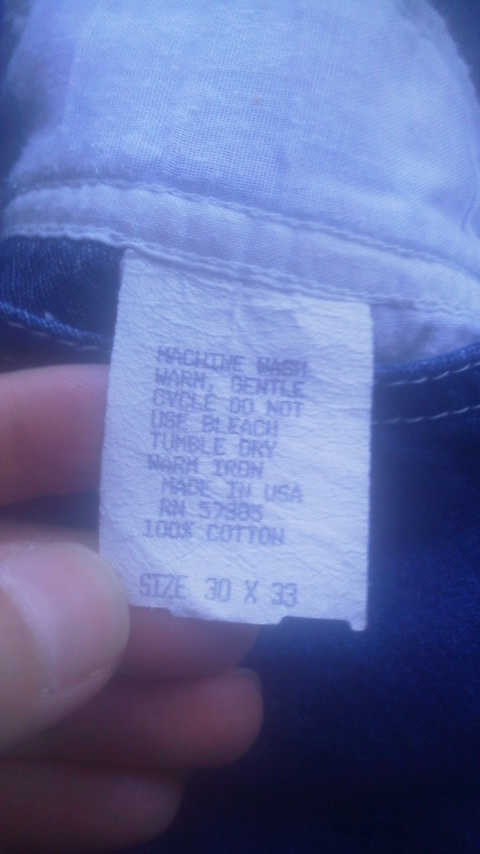 MACHINE WASH
WARM, GENTLE
CYCLE DO NOT
USE BLEACH
TUMBLE DRY
WARM IRON
MADE IN USA
RN 57905
100% COTTON
SIZE 30 X 33